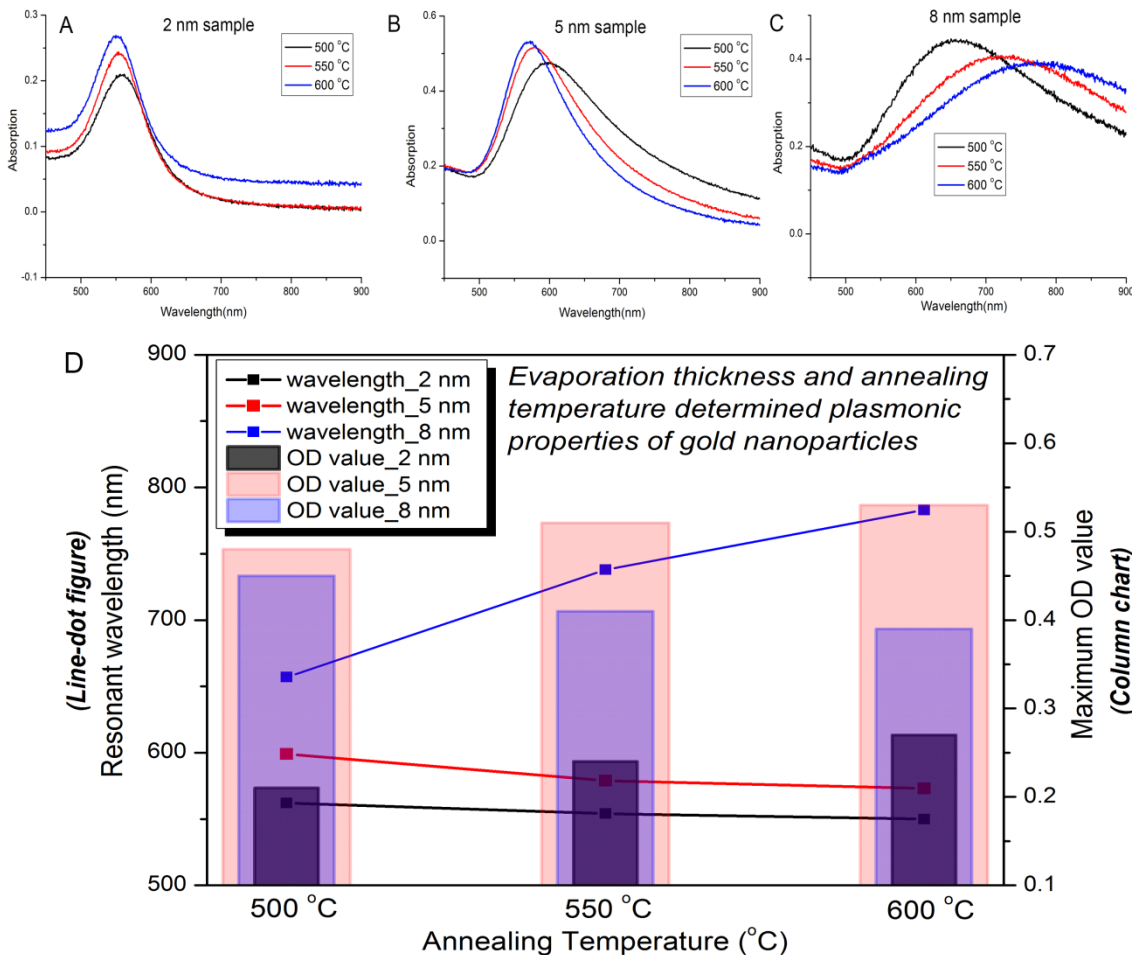 A
2 nm sample
500 °C
550 °C
600 °C
0.3
0.2
0.1
0.0
-0.1
Absorption
500
600
700
800
900
Wavelength(nm)
B
5 nm sample
500 °C
550 °C
600 °C
0.6
0.4
0.2
0.0
Absorption
500
600
700
800
900
Wavelength(nm)
C
8 nm sample
500 °C
550 °C
600 °C
0.4
0.2
0.0
Absorption
500
600
700
800
900
Wavelength(nm)
D
wavelength_2 nm
wavelength_5 nm
wavelength_8 nm
OD value_2 nm
OD value_5 nm
OD value_8 nm
Evaporation thickness and annealing
temperature determined plasmonic
properties of gold nanoparticles
900
800
700
600
500
(Line-dot figure)
Resonant wavelength (nm)
0.7
0.6
0.5
0.4
0.3
0.2
0.1
Maximum OD value
(Column chart)
500 °C
550 °C
600 °C
Annealing Temperature (°C)